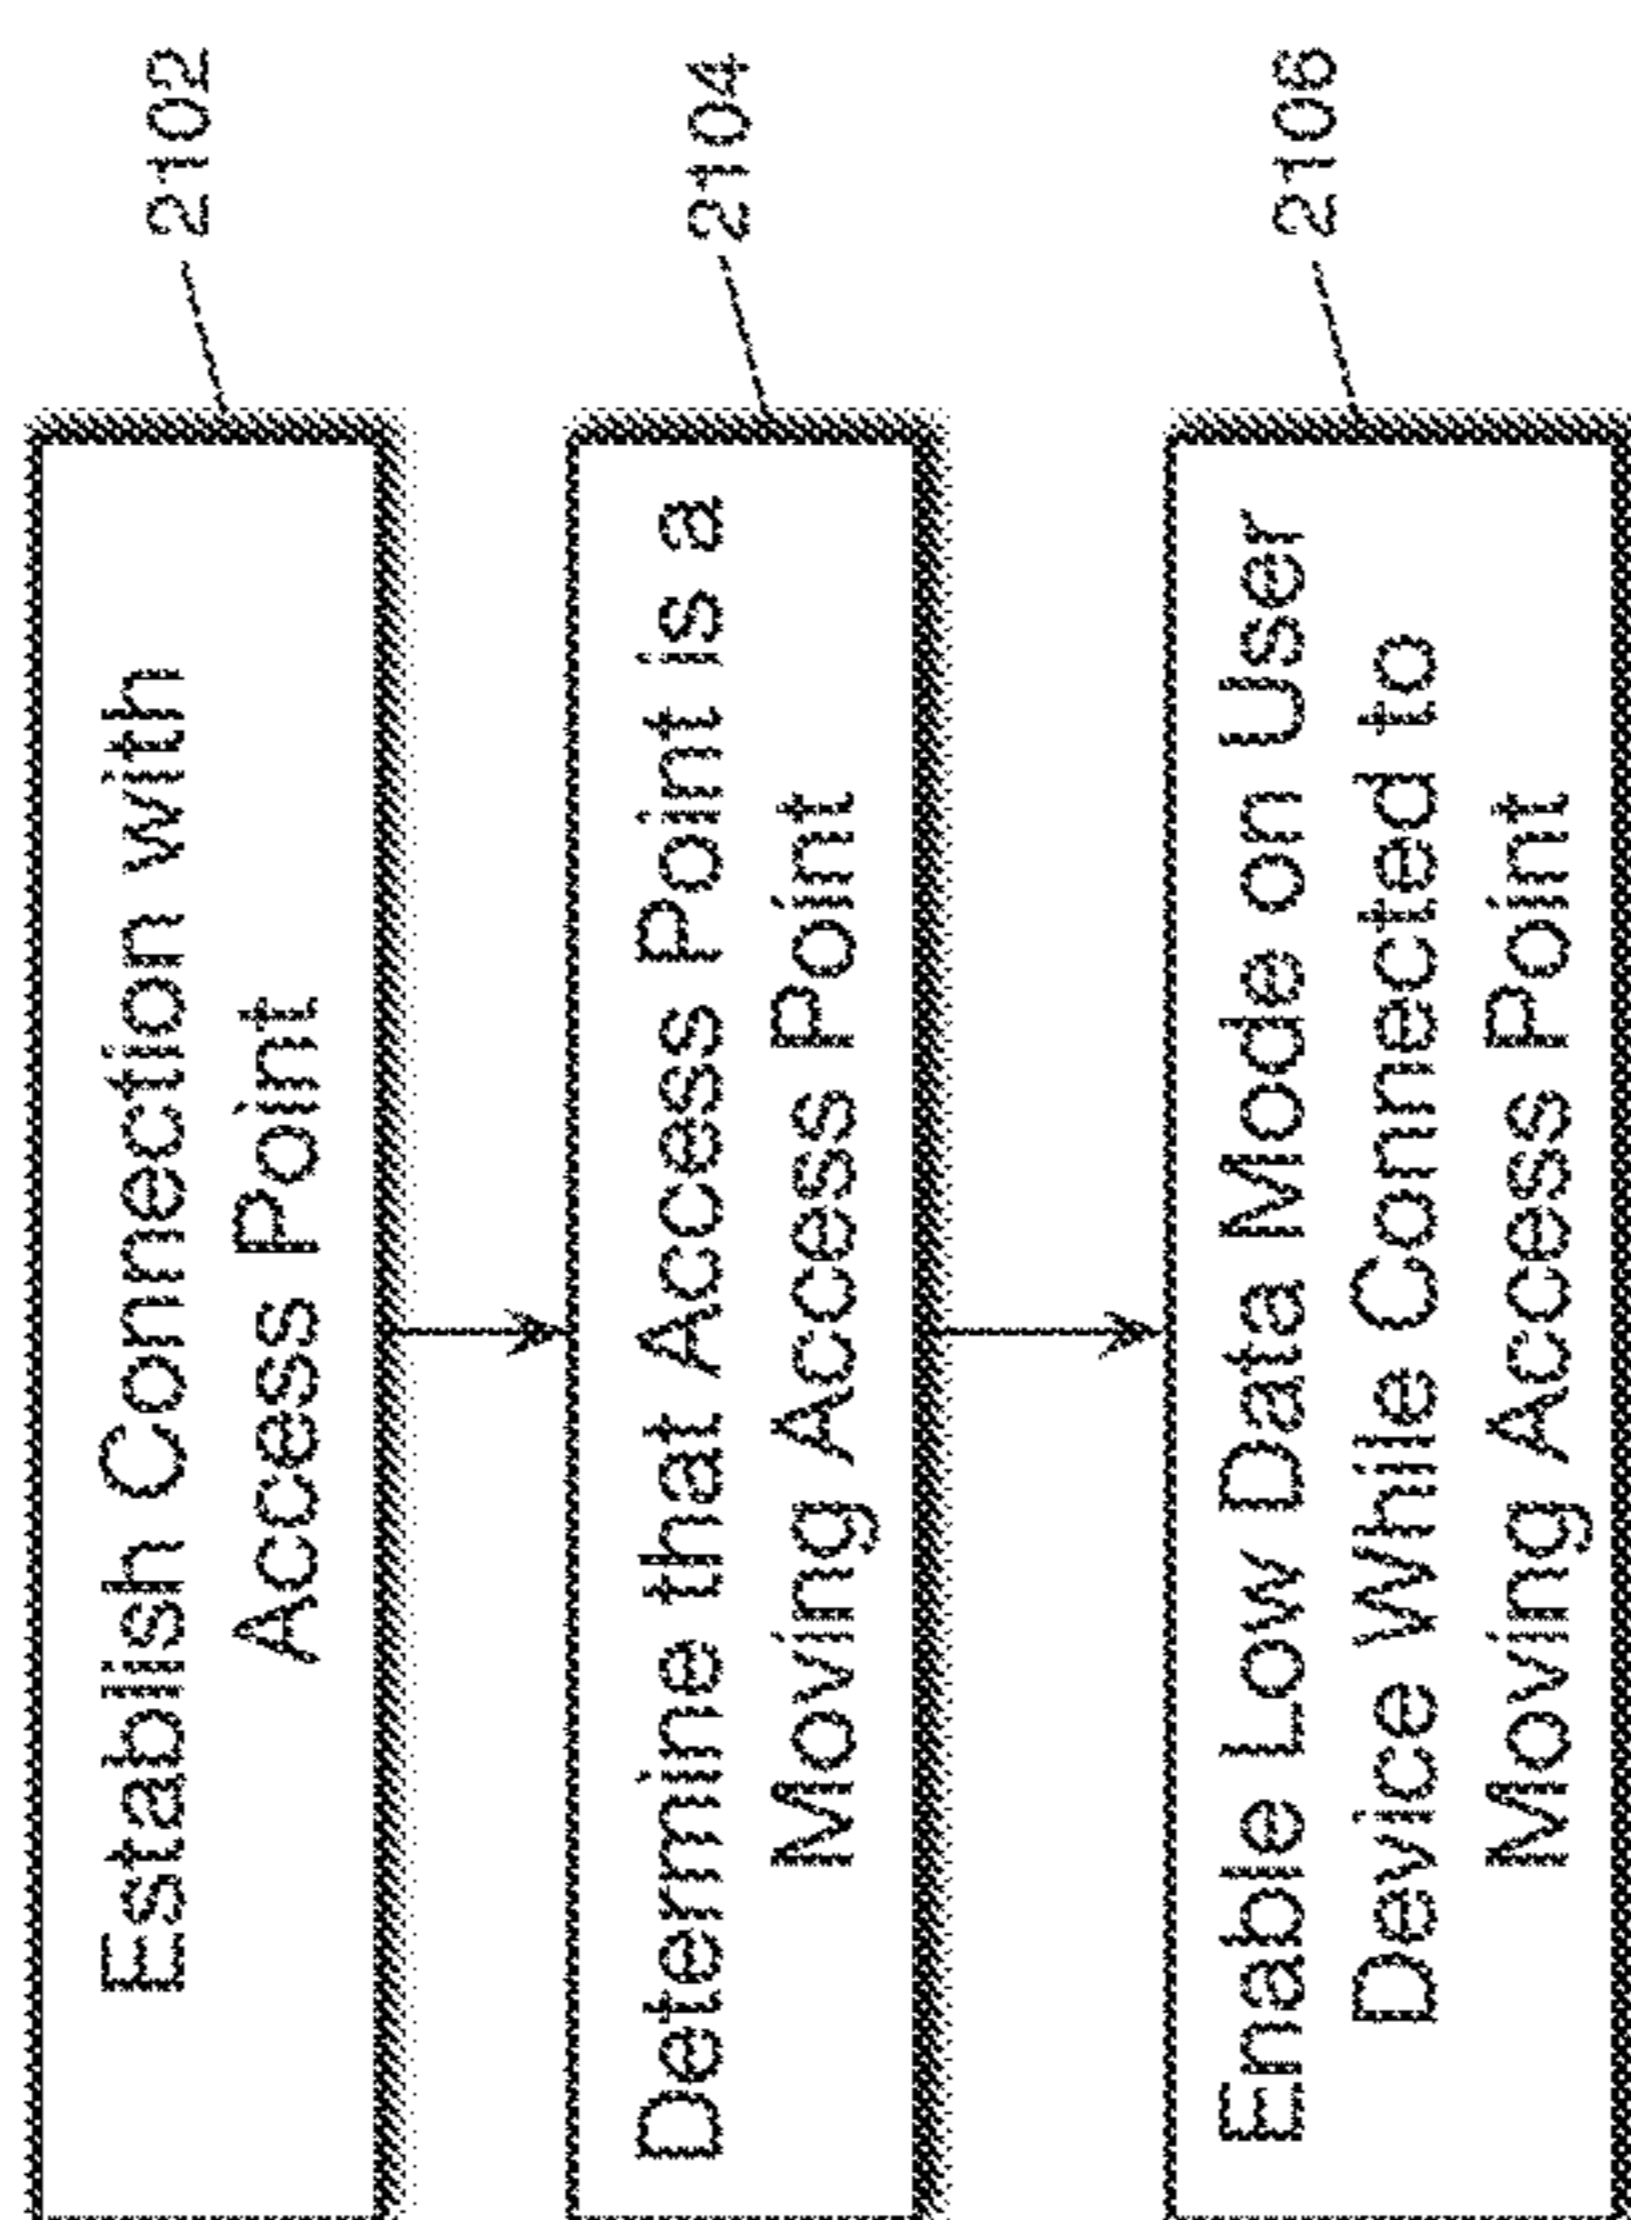 Establish Connection with
Access Point
2102
Determine that Access Point is a
Moving Access Point
2104
Enable Low Data Mode on User
Device While Connected to
Moving Access Point
2106